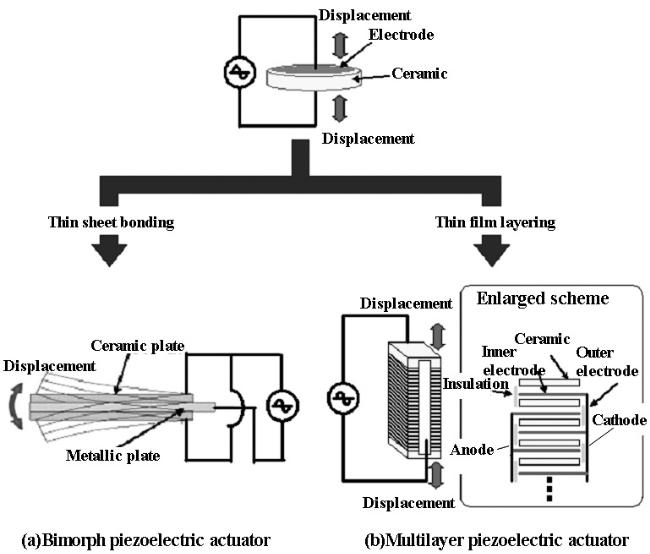 Displacement
Electrode
Ceramic
Displacement
Thin sheet bonding
Thin film layering
Displacement
Enlarged scheme
Ceramic plate
Displacement
Metallic plate
Ceramic
Inner
electrode
Outer
electrode
Insulation
Cathode
Anode
Displacement
(a)Bimorph piezoelectric actuator
(b)Multilayer piezoelectric actuator